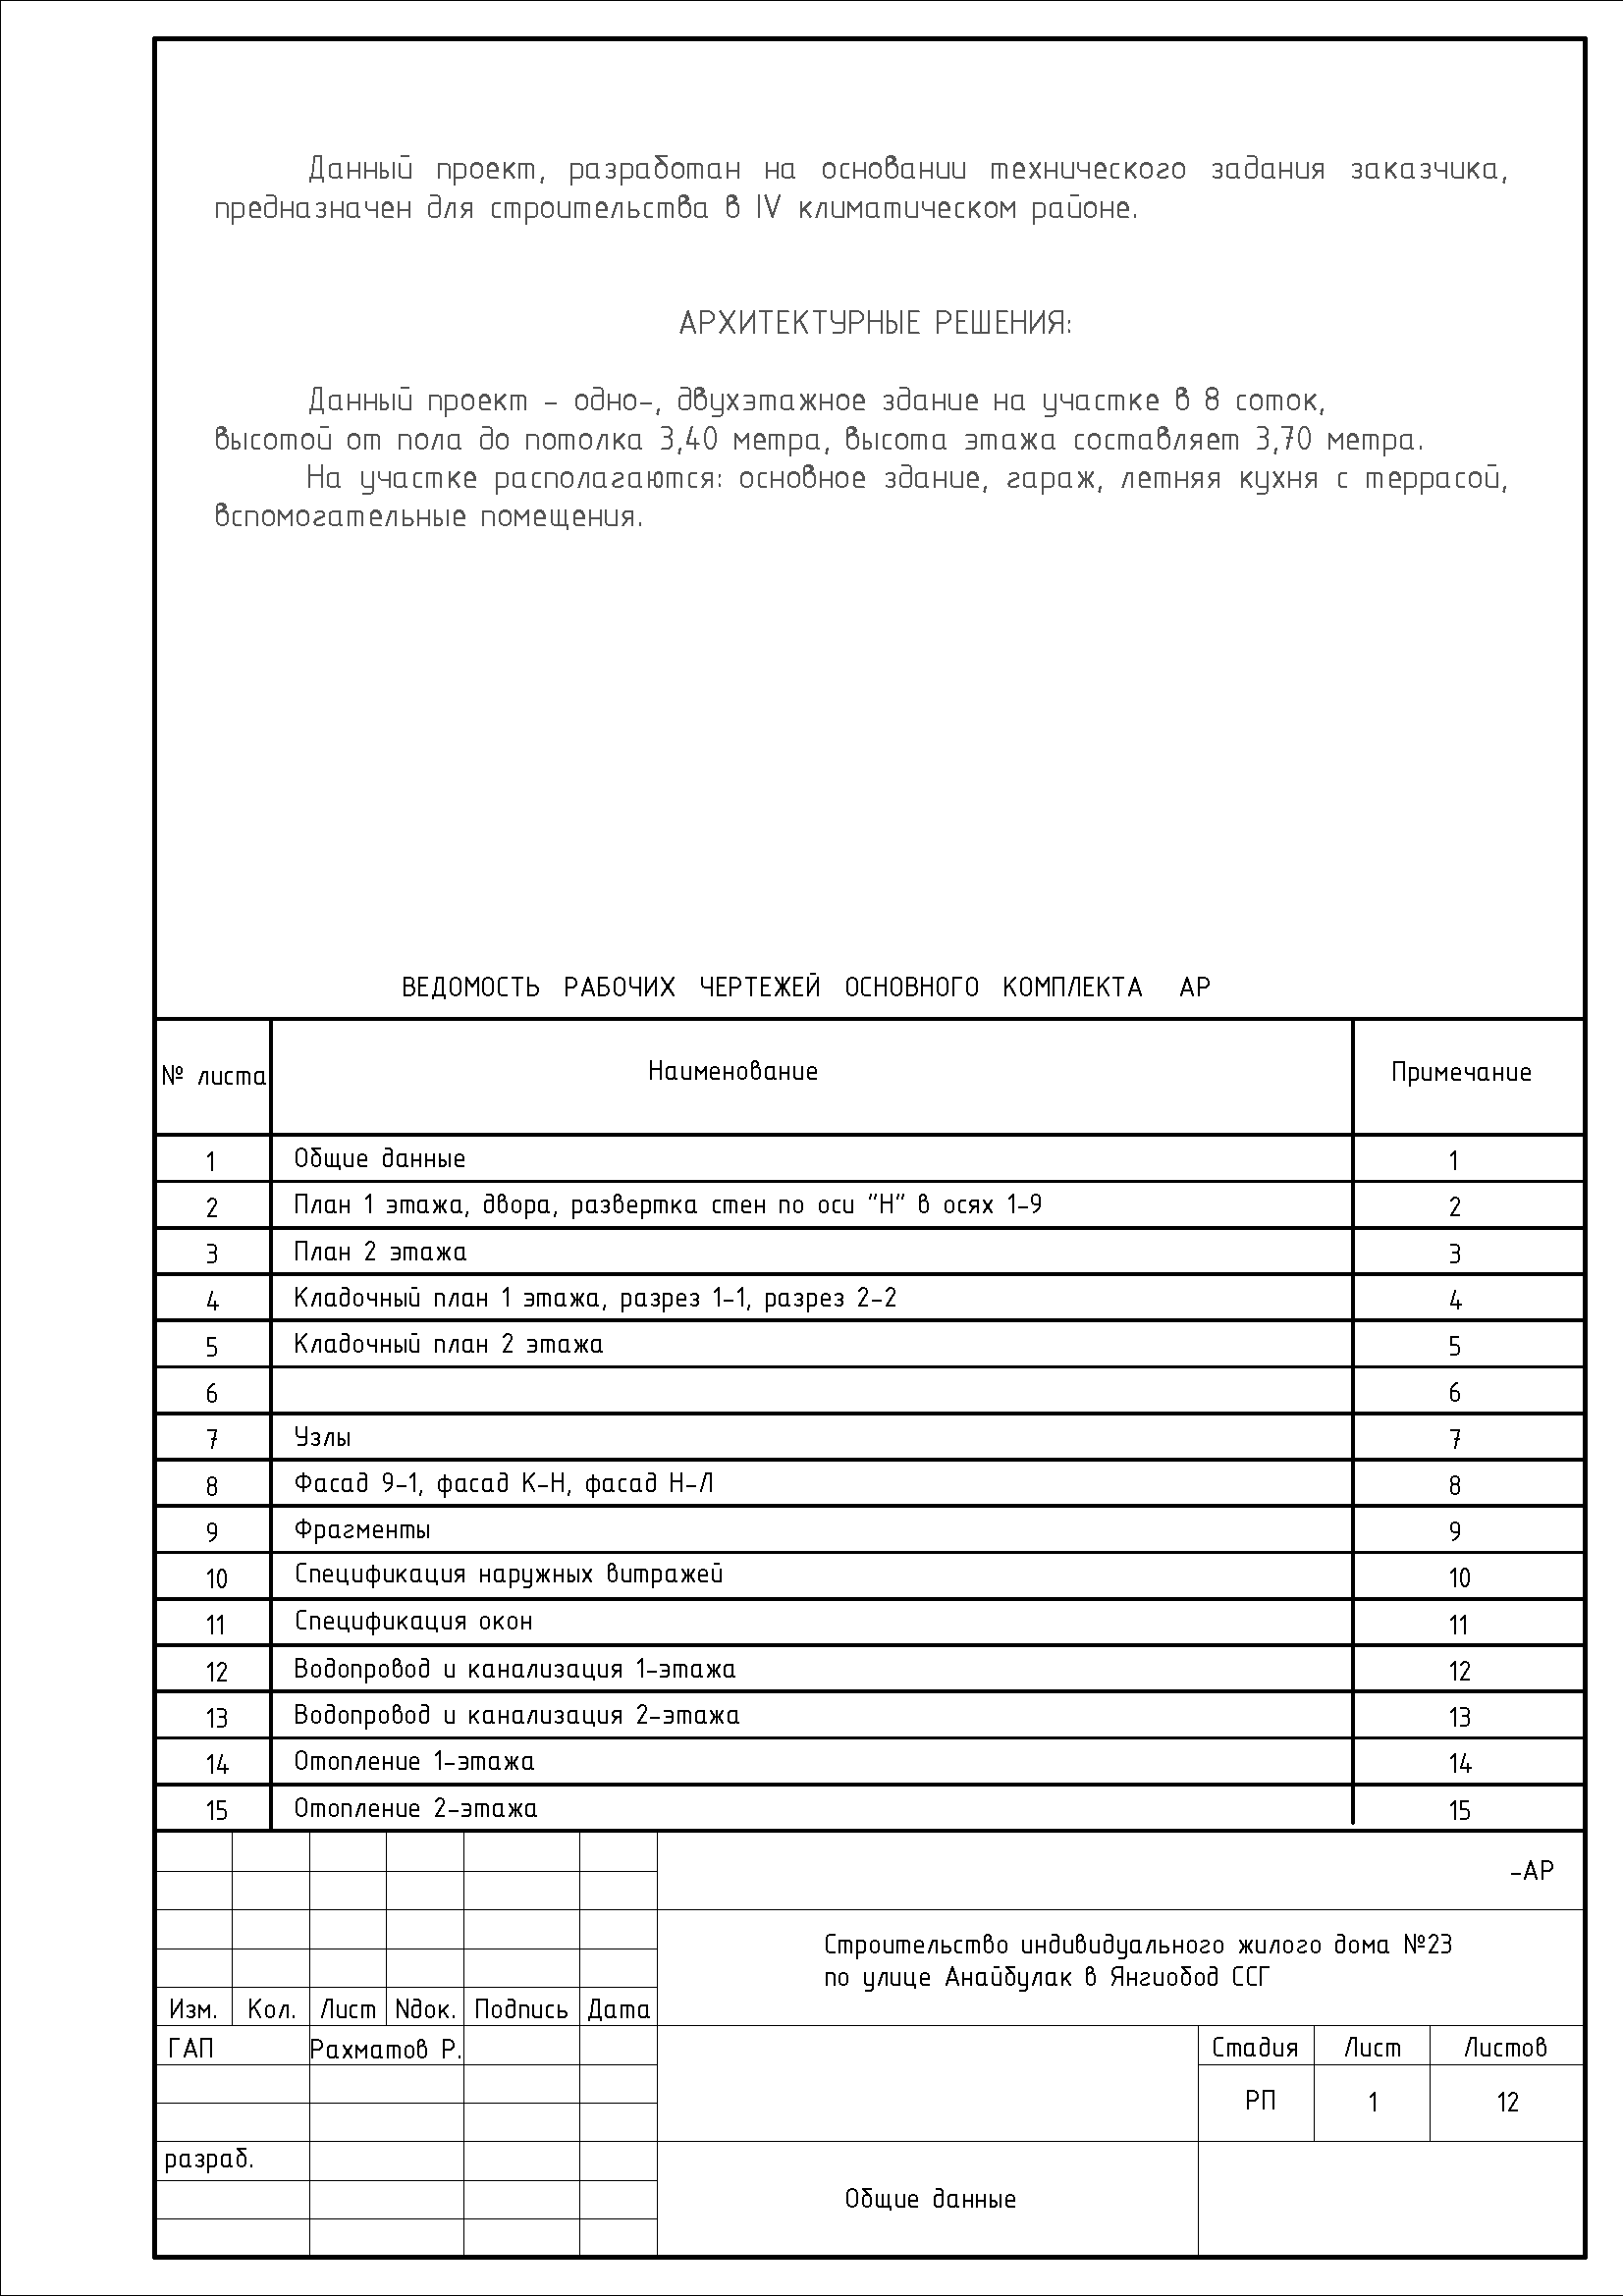 Данный проект, разработан на основании технического задания заказчика,
предназначен для строительства в IV климатическом районе.
АРХИТЕКТУРНЫЕ РЕШЕНИЯ:
Данный проект - одно-, двухэтажное здание на участке в 8 соток,
высотой от пола до потолка 3,40 метра, высота этажа составляет 3,70 метра.
На участке располагаются: основное здание, гараж, летняя кухня с террасой,
вспомогательные помещения.
ВЕДОМОСТЬ РАБОЧИХ ЧЕРТЕЖЕЙ ОСНОВНОГО КОМПЛЕКТА АР
№ листа Наименование Примечание
1 Общие данные 1
2 План 1 этажа, двора, развертка стен по оси "Н" в осях 1-9 2
3 План 2 этажа 3
4 Кладочный план 1 этажа, разрез 1-1, разрез 2-2 4
5 Кладочный план 2 этажа 5
6 6
7 Узлы 7
8 Фасад 9-1, фасад К-Н, фасад Н-Л 8
9 Фрагменты 9
10 Спецификация наружных витражей 10
11 Спецификация окон 11
12 Водопровод и канализация 1-этажа 12
13 Водопровод и канализация 2-этажа 13
14 Отопление 1-этажа 14
15 Отопление 2-этажа 15
-АР
Строительство индивидуального жилого дома №23
по улице Анайбулак в Янгиобод ССГ
Изм. Кол. Лист Nдок. Подпись Дата
ГАП Рахматов Р. Стадия Лист Листов
РП 1 12
разраб.
Общие данные